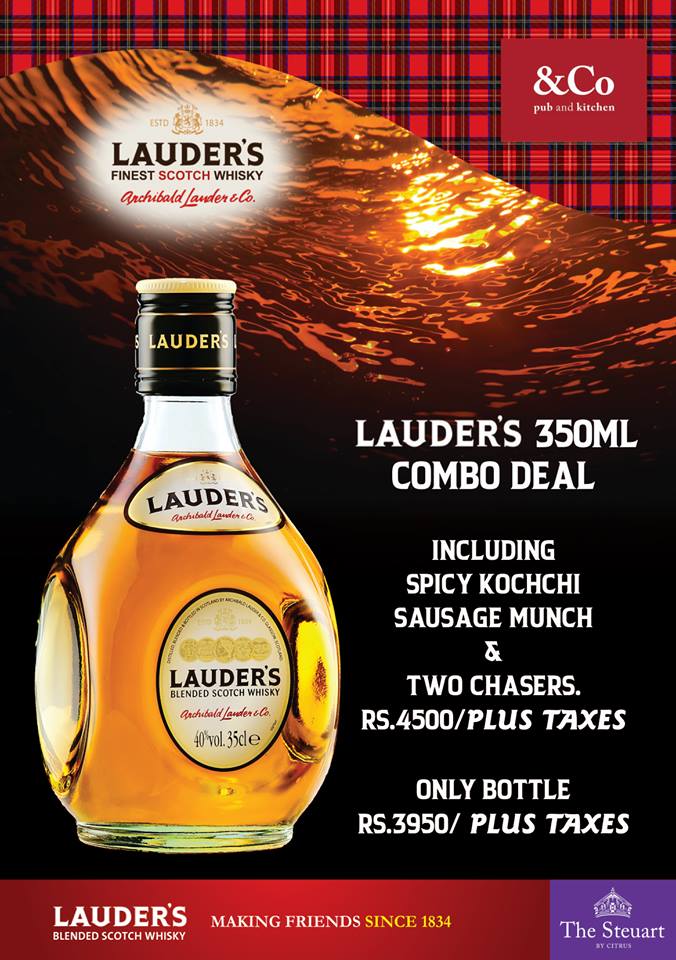 &Co
pub and kitchen
ESTD 1834
LAUDER'S
FINEST SCOTCH WHISKY
Archibald Lauder & Co.
LAUDER'S
LAUDER'S
Archibald Lauder & Co.
LAUDER'S
BLENDED SCOTCH WHISKY
Archibald Lauder & Co.
40%vol. 35cl e
LAUDER'S 350ML
COMBO DEAL
INCLUDING
SPICY KOCHCHI
SAUSAGE MUNCH
&
TWO CHASERS.
RS.4500/PLUS TAXES
ONLY BOTTLE
RS.3950/ PLUS TAXES
LAUDER'S
BLENDED SCOTCH WHISKY
MAKING FRIENDS SINCE 1834
The Steuart
BY CITRUS